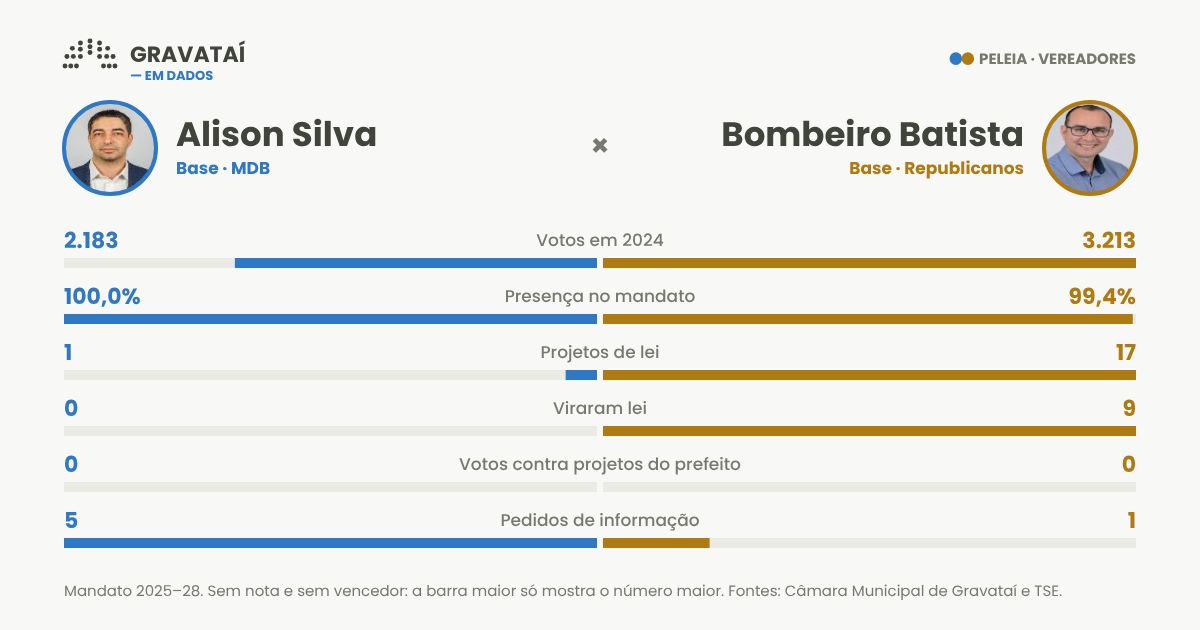 GRAVATAÍ
— EM DADOS
PELEIA · VEREADORES
Alison Silva
Base · MDB
×
Bombeiro Batista
Base · Republicanos
2.183 Votos em 2024 3.213
100,0% Presença no mandato 99,4%
1 Projetos de lei 17
0 Viraram lei 9
0 Votos contra projetos do prefeito 0
5 Pedidos de informação 1
Mandato 2025–28. Sem nota e sem vencedor: a barra maior só mostra o número maior. Fontes: Câmara Municipal de Gravataí e TSE.